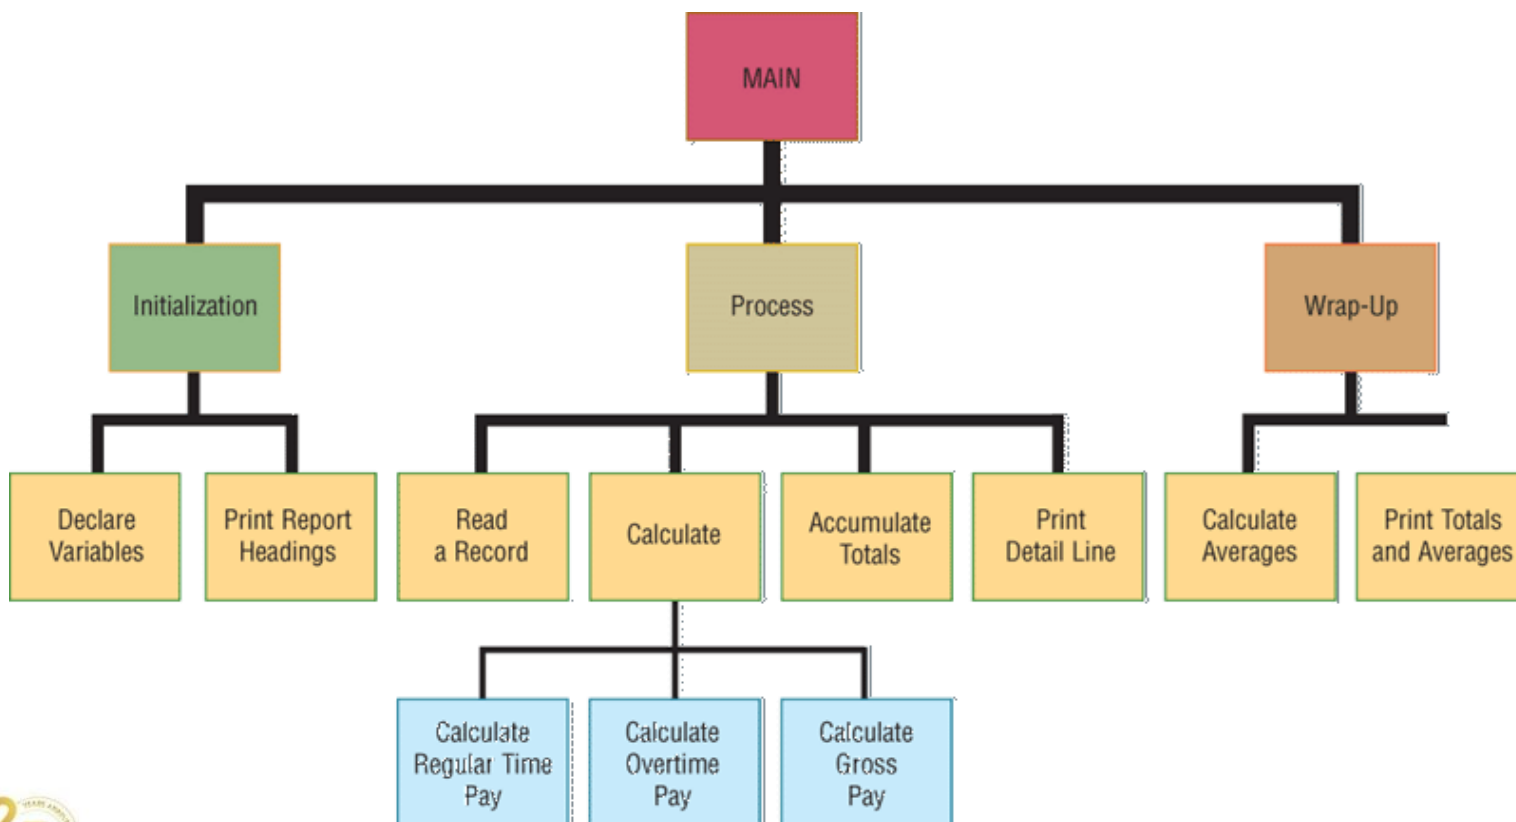 MAIN
Initialization
Process
Wrap-Up
Declare
Variables
Print Report
Headings
Read
a Record
Calculate
Accumulate
Totals
Print
Detail Line
Calculate
Averages
Print Totals
and Averages
Calculate
Regular Time
Pay
Calculate
Overtime
Pay
Calculate
Gross
Pay